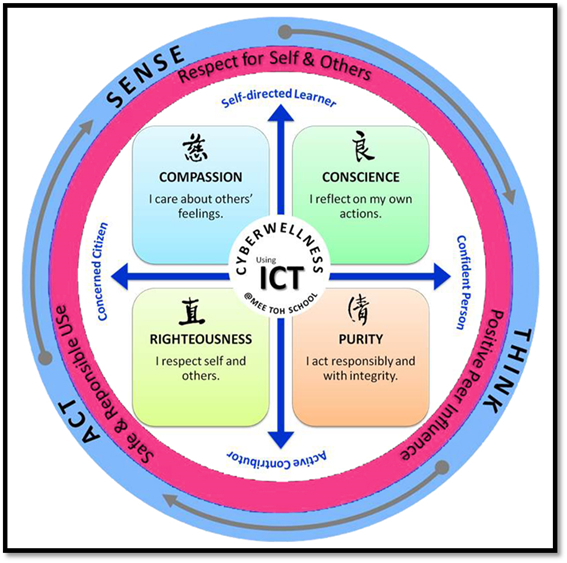 SENSE
Respect for Self & Others
Self-directed Learner
慈
COMPASSION
I care about others'
feelings.
良
CONSCIENCE
I reflect on my own
actions.
Concerned Citizen
CYBERWELLNESS
Using
ICT
@MEE TOH SCHOOL
Confident Person
直
RIGHTEOUSNESS
I respect self and
others.
清
PURITY
I act responsibly and
with integrity.
Active Contributor
THINK
Positive Peer Influence
ACT
Safe & Reponsible Use